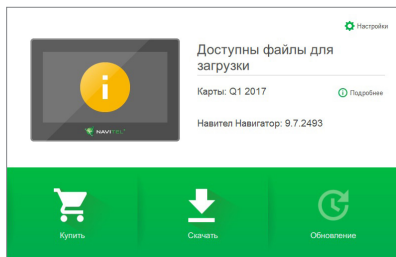 Настройки
Доступны файлы для
загрузки
Карты: Q1 2017
Подробнее
Навител Навигатор: 9.7.2493
NAVITEL
Купить
Скачать
Обновление